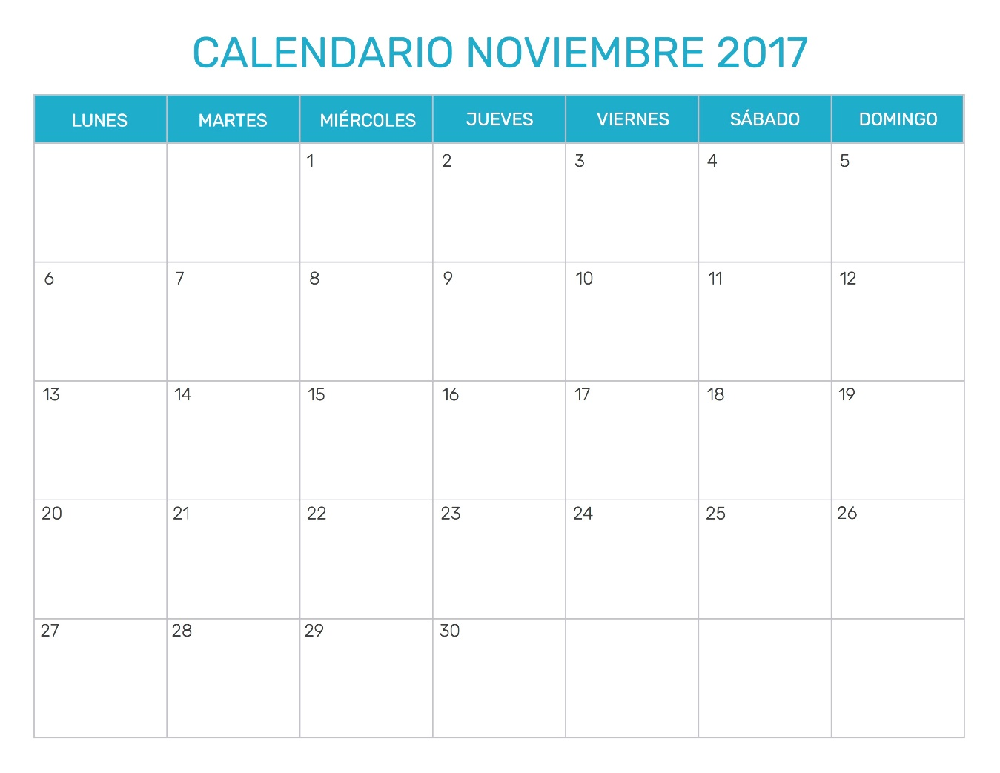 CALENDARIO NOVIEMBRE 2017
LUNES MARTES MIÉRCOLES JUEVES VIERNES SÁBADO DOMINGO
1 2 3 4 5
6 7 8 9 10 11 12
13 14 15 16 17 18 19
20 21 22 23 24 25 26
27 28 29 30